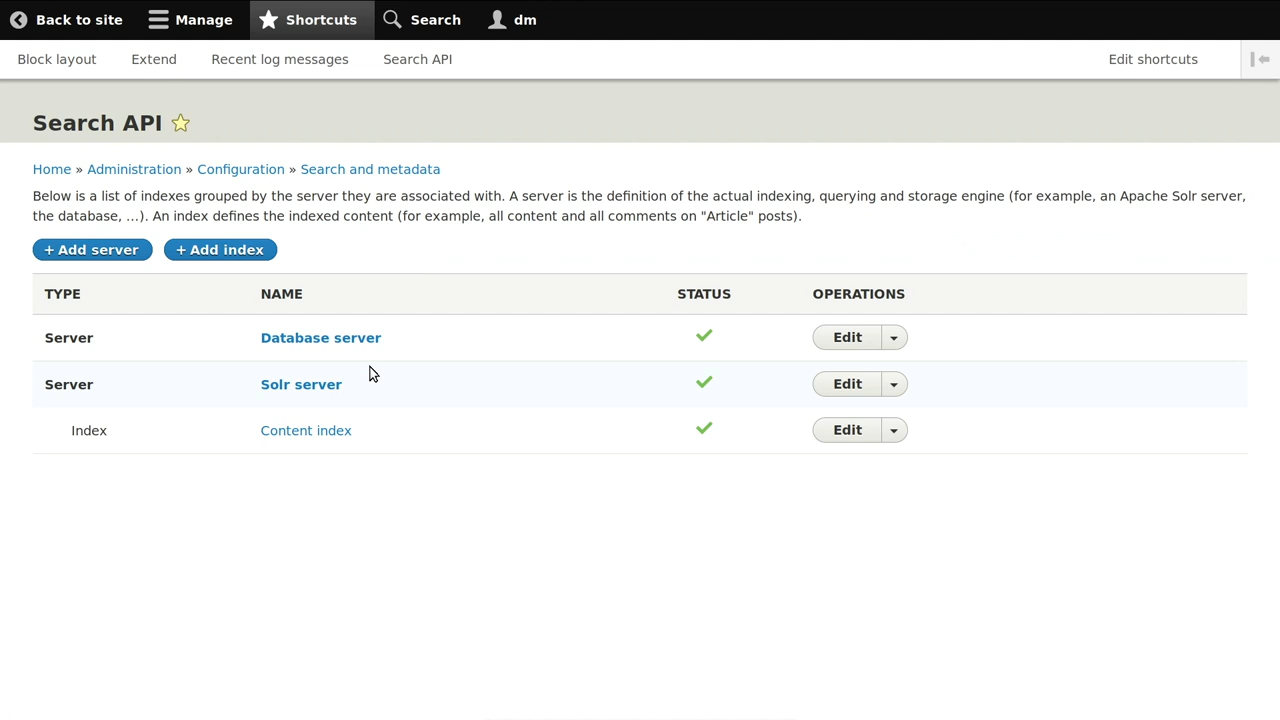 Back to site Manage Shortcuts Search dm
Block layout Extend Recent log messages Search API Edit shortcuts
Search API
Home » Administration » Configuration » Search and metadata
Below is a list of indexes grouped by the server they are associated with. A server is the definition of the actual indexing, querying and storage engine (for example, an Apache Solr server,
the database, …). An index defines the indexed content (for example, all content and all comments on "Article" posts).
+ Add server + Add index
TYPE NAME STATUS OPERATIONS
Server Database server Edit
Server Solr server Edit
Index Content index Edit